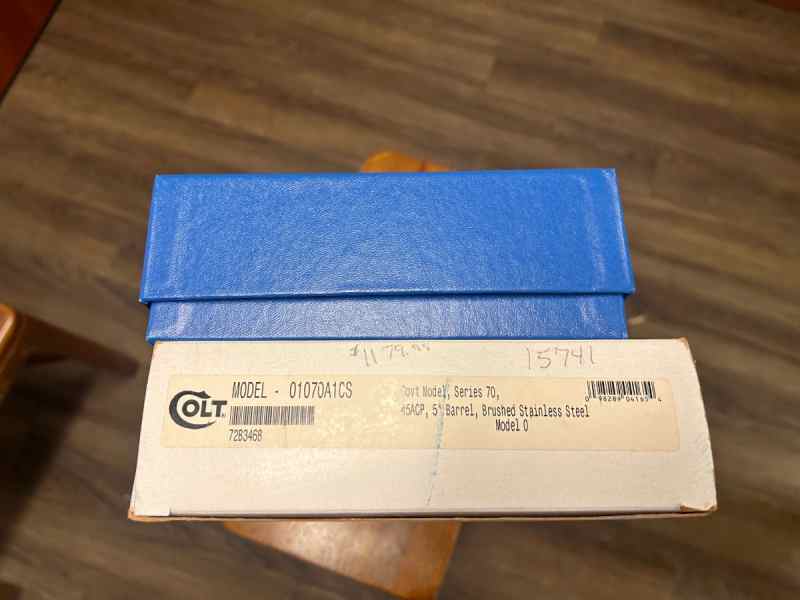 $1179.99
15741
COLT
MODEL - 01070A1CS
72B3468
Govt Model, Series 70,
45ACP, 5" Barrel, Brushed Stainless Steel
Model O